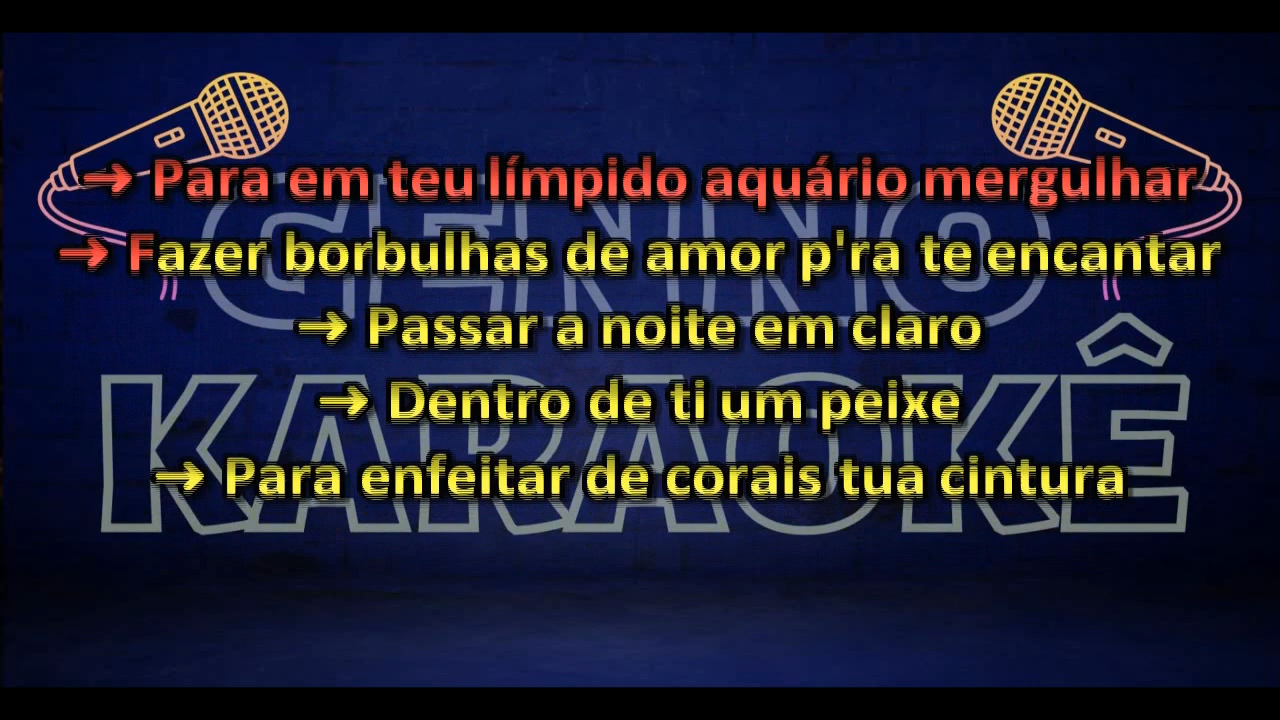 ➜ Para em teu límpido aquário mergulhar
➜ Fazer borbulhas de amor p'ra te encantar
➜ Passar a noite em claro
➜ Dentro de ti um peixe
➜ Para enfeitar de corais tua cintura
GENNO
KARAOKÊ